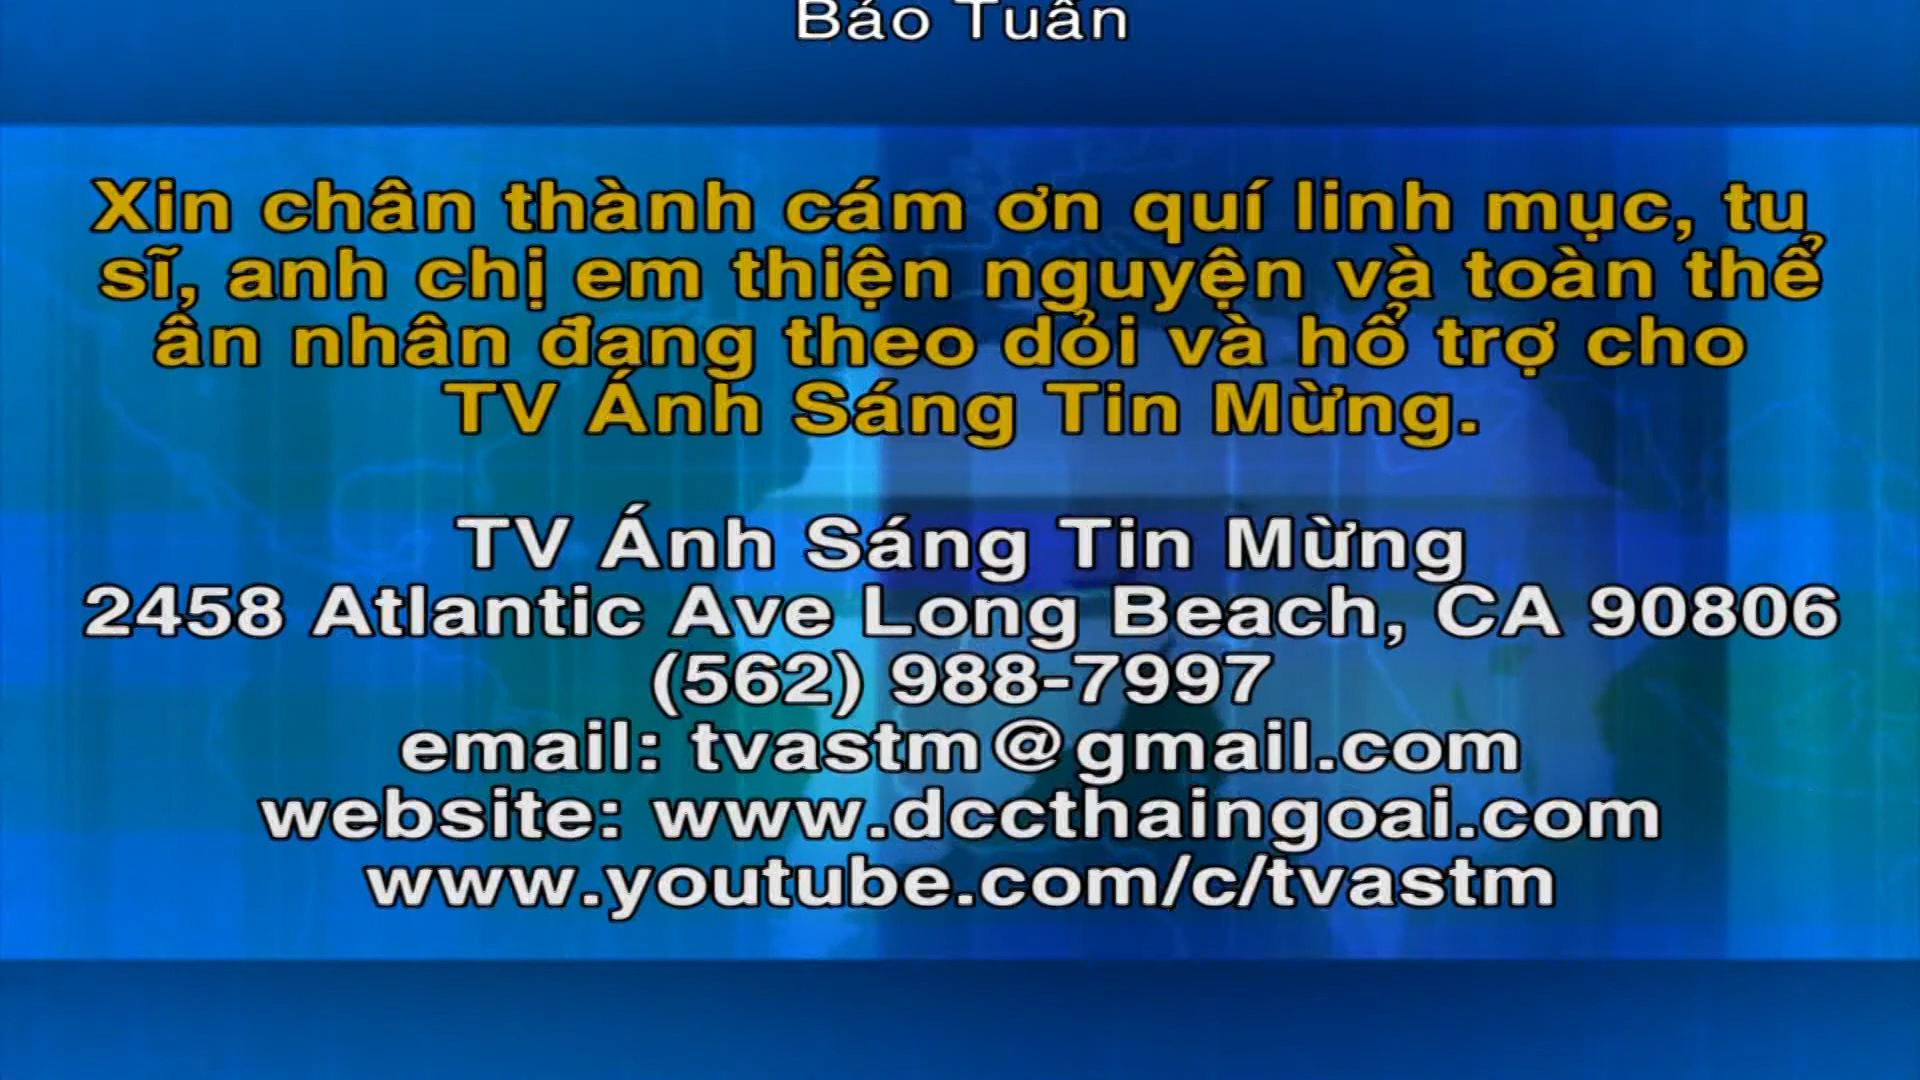 Bảo Tuấn
Xin chân thành cám ơn quí linh mục, tu
sĩ, anh chị em thiện nguyện và toàn thể
ân nhân đang theo dỏi và hổ trợ cho
TV Ánh Sáng Tin Mừng.
TV Ánh Sáng Tin Mừng
2458 Atlantic Ave Long Beach, CA 90806
(562) 988-7997
email: tvastm@gmail.com
website: www.dccthaingoai.com
www.youtube.com/c/tvastm